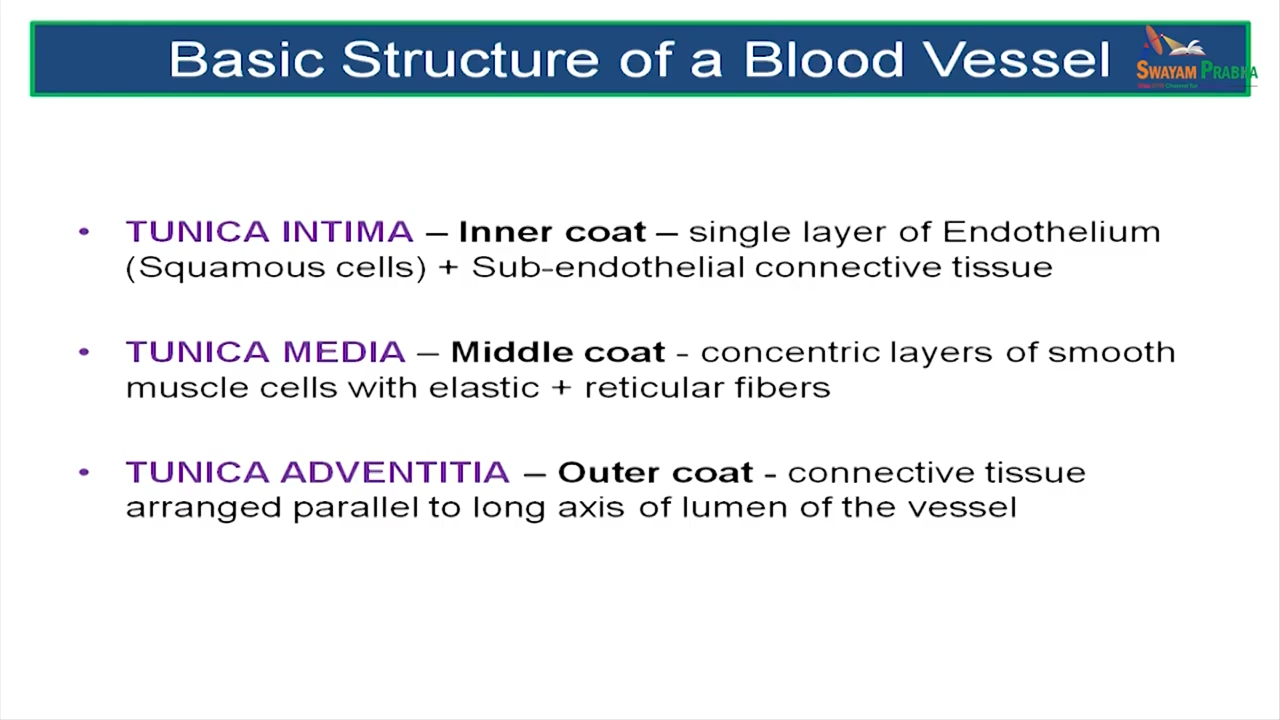 Basic Structure of a Blood Vessel
SWAYAM PRABHA
• TUNICA INTIMA – Inner coat – single layer of Endothelium
(Squamous cells) + Sub-endothelial connective tissue
• TUNICA MEDIA – Middle coat - concentric layers of smooth
muscle cells with elastic + reticular fibers
• TUNICA ADVENTITIA – Outer coat - connective tissue
arranged parallel to long axis of lumen of the vessel